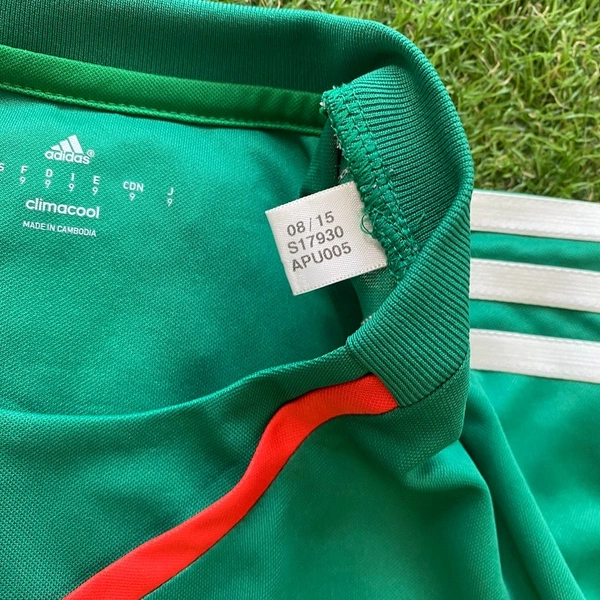 adidas®
S F D I E CDN J
9 9 9 9 9 9
climacool
MADE IN CAMBODIA
08/15
S17930
APU005